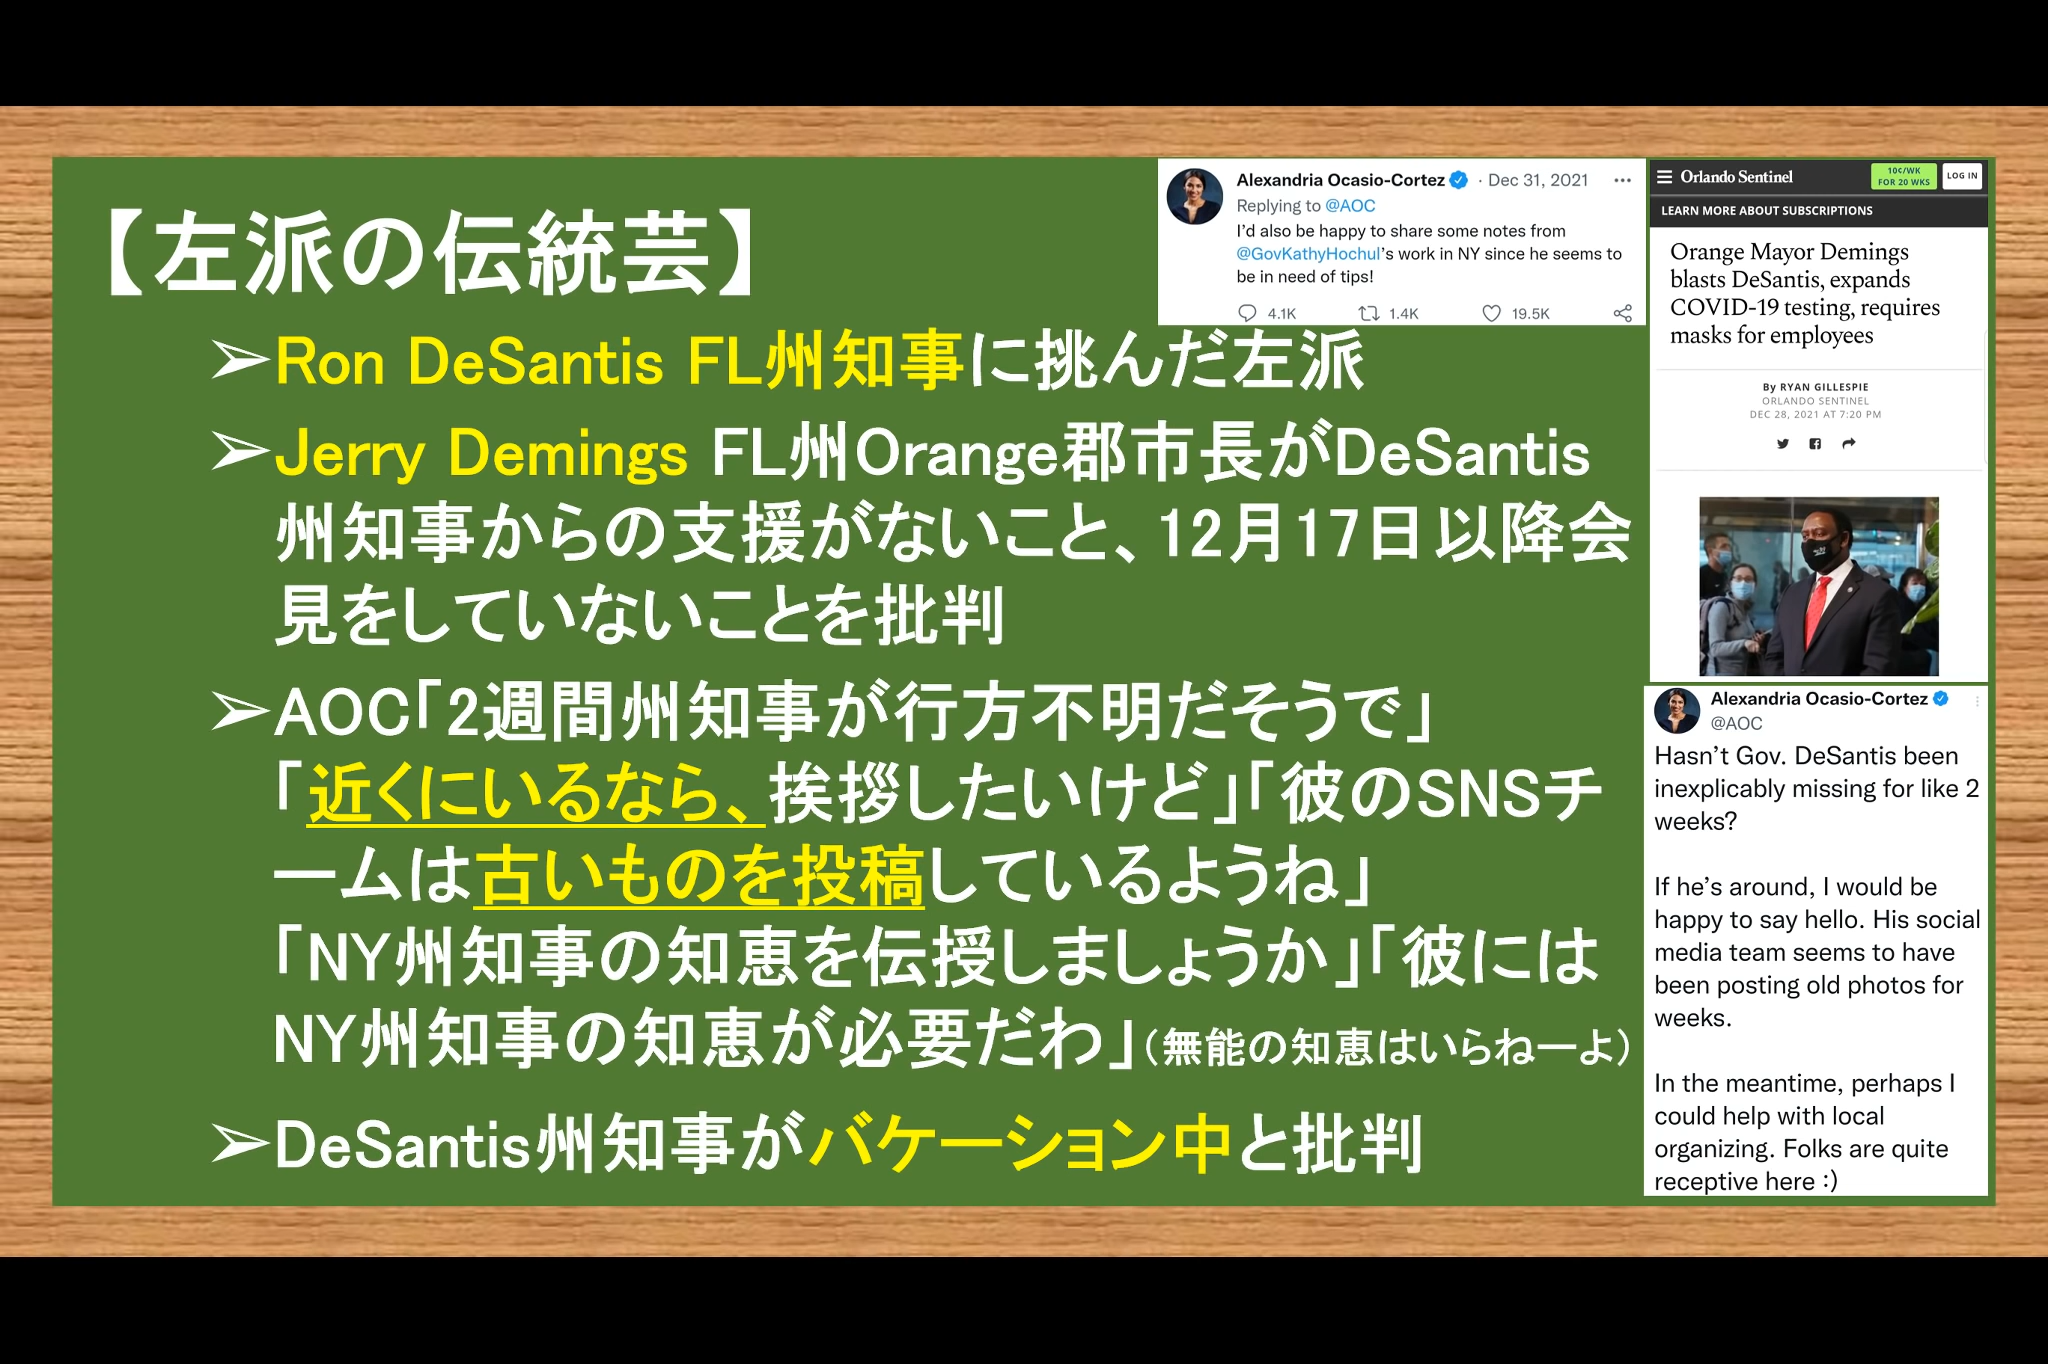 【左派の伝統芸】
➢Ron DeSantis FL州知事に挑んだ左派
➢Jerry Demings FL州Orange郡市長がDeSantis
州知事からの支援がないこと、12月17日以降会
見をしていないことを批判
➢AOC「2週間州知事が行方不明だそうで」
「近くにいるなら、挨拶したいけど」「彼のSNSチ
ームは古いものを投稿しているようね」
「NY州知事の知恵を伝授しましょうか」「彼には
NY州知事の知恵が必要だわ」（無能の知恵はいらねーよ）
➢DeSantis州知事がバケーション中と批判
Alexandria Ocasio-Cortez · Dec 31, 2021 ···
Replying to @AOC
I'd also be happy to share some notes from
@GovKathyHochul's work in NY since he seems to
be in need of tips!
4.1K 1.4K 19.5K
Orlando Sentinel
10¢/WK
FOR 20 WKS
LOG IN
LEARN MORE ABOUT SUBSCRIPTIONS
Orange Mayor Demings
blasts DeSantis, expands
COVID-19 testing, requires
masks for employees
By RYAN GILLESPIE
ORLANDO SENTINEL
DEC 28, 2021 AT 7:20 PM
Alexandria Ocasio-Cortez
@AOC
Hasn't Gov. DeSantis been
inexplicably missing for like 2
weeks?
If he's around, I would be
happy to say hello. His social
media team seems to have
been posting old photos for
weeks.
In the meantime, perhaps I
could help with local
organizing. Folks are quite
receptive here :)